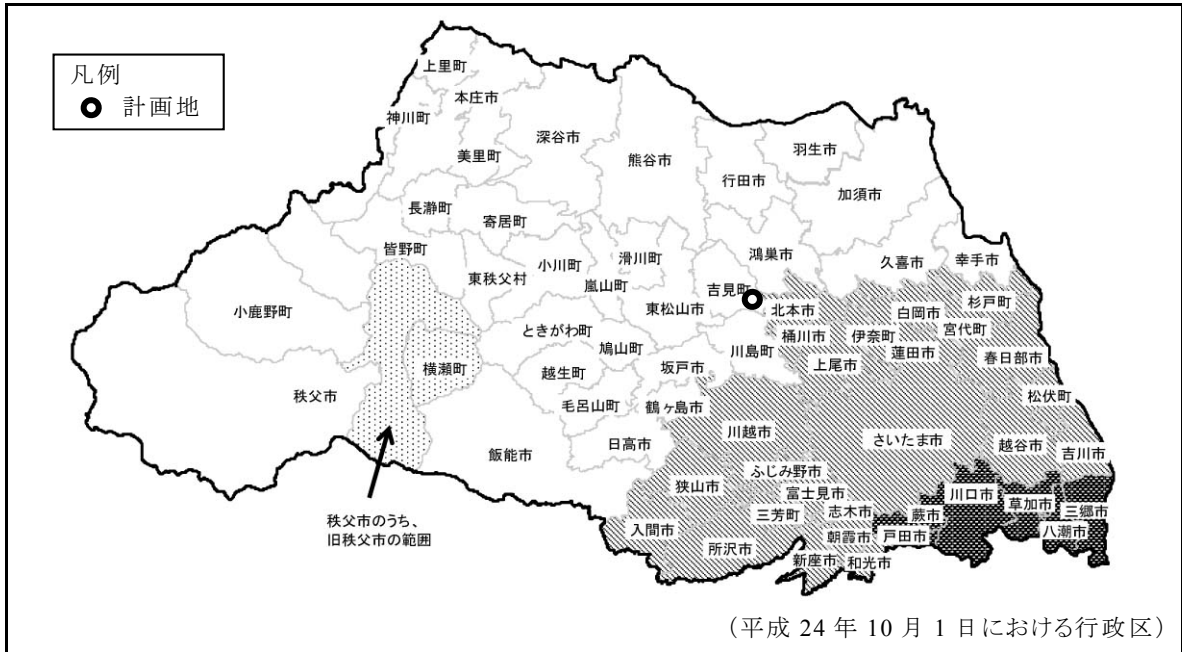 凡例
計画地
上里町
本庄市
神川町
美里町
深谷市
熊谷市
行田市
羽生市
加須市
長瀞町
寄居町
皆野町
東秩父村
小川町
嵐山町
滑川町
東松山市
吉見町
鴻巣市
久喜市
幸手市
小鹿野町
ときがわ町
鳩山町
川島町
北本市
桶川市
上尾市
伊奈町
白岡市
蓮田市
宮代町
杉戸町
春日部市
松伏町
秩父市
横瀬町
越生町
毛呂山町
坂戸市
鶴ヶ島市
日高市
飯能市
川越市
さいたま市
越谷市
吉川市
狭山市
ふじみ野市
富士見市
三芳町
志木市
入間市
所沢市
新座市
朝霞市
和光市
戸田市
蕨市
川口市
草加市
三郷市
八潮市
秩父市のうち、
旧秩父市の範囲
(平成 24 年 10 月 1 日における行政区)